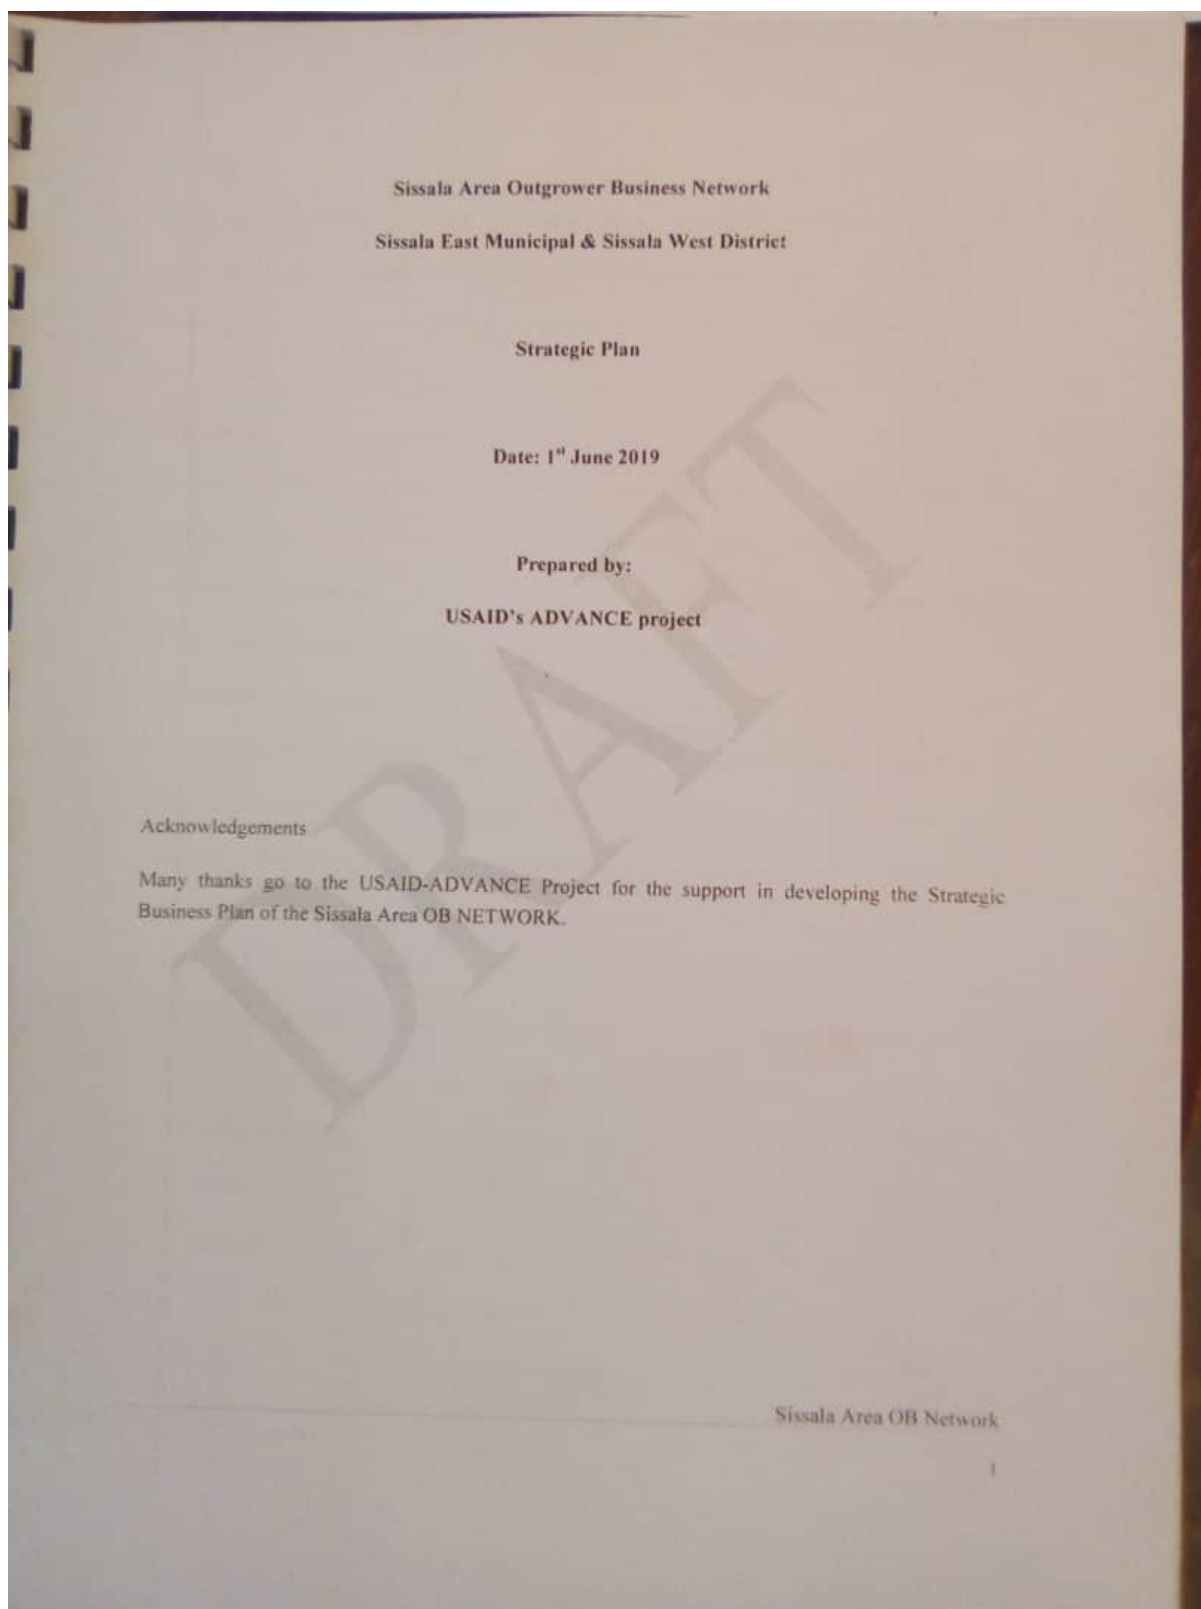 Sissala Area Outgrower Business Network
Sissala East Municipal & Sissala West District
Strategic Plan
Date: 1st June 2019
Prepared by:
USAID's ADVANCE project
Acknowledgements
Many thanks go to the USAID-ADVANCE Project for the support in developing the Strategic
Business Plan of the Sissala Area OB NETWORK.
DRAFT
Sissala Area OB Network
1